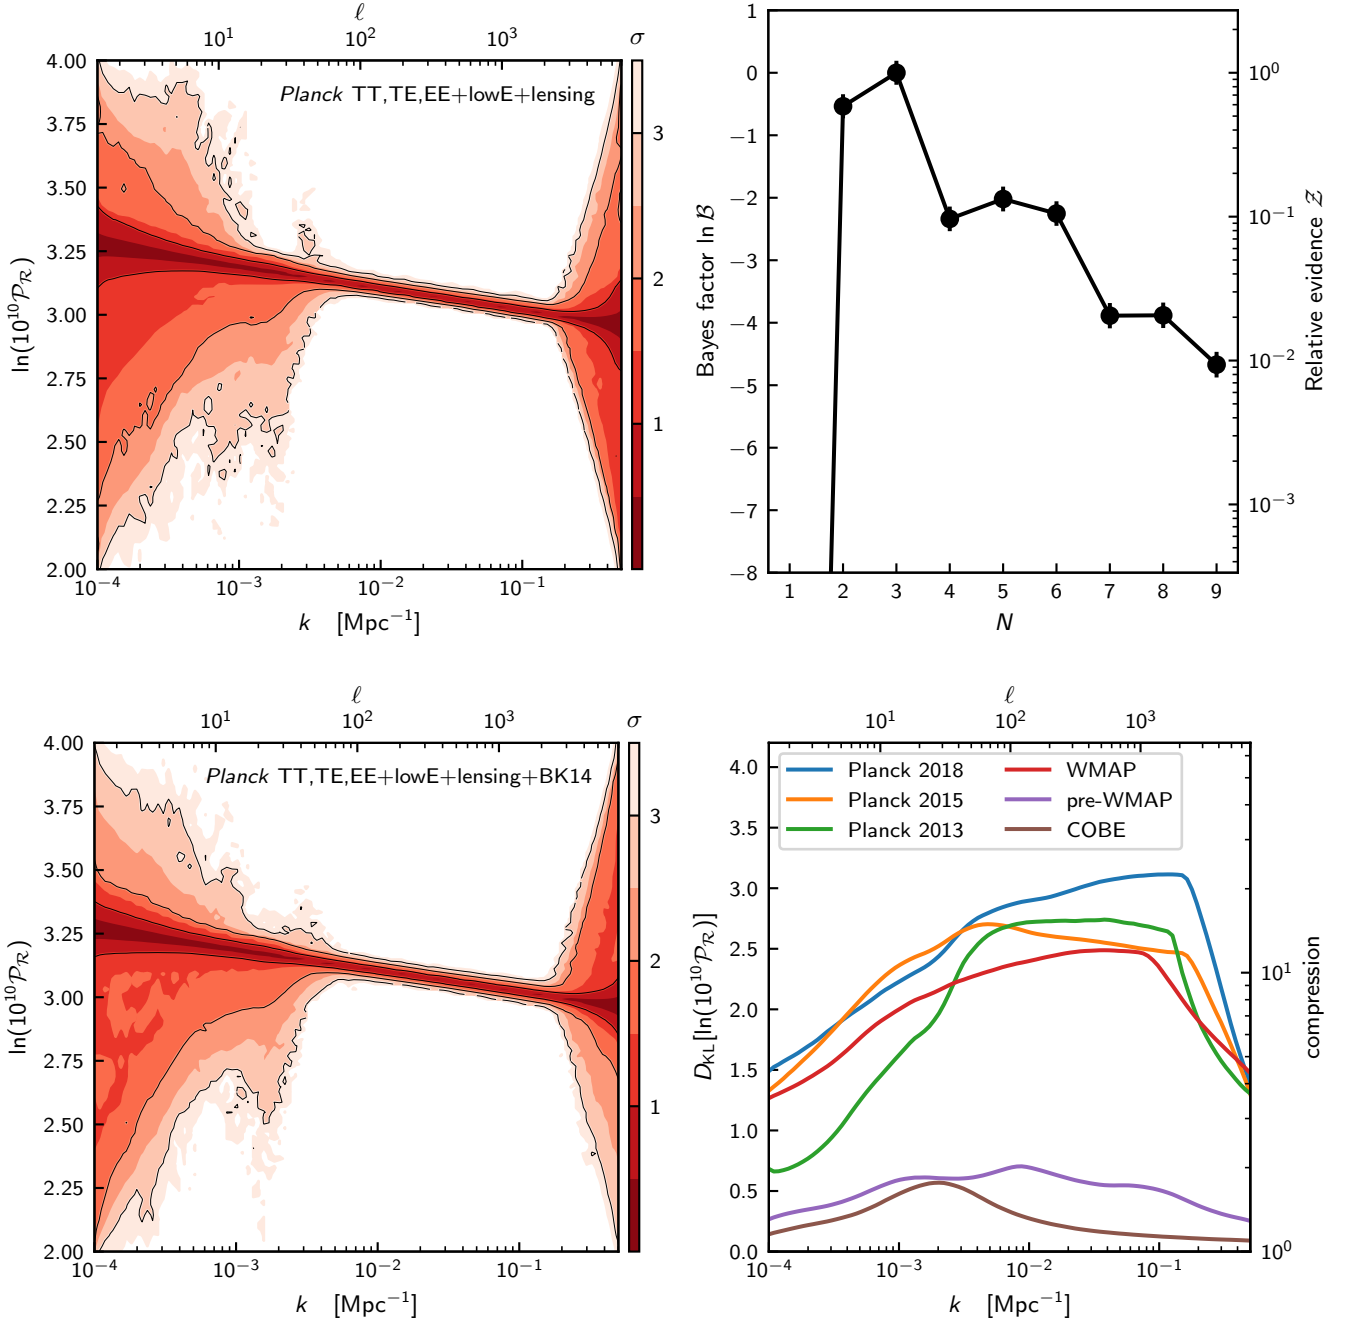 ℓ
10¹ 10² 10³ σ
Planck TT,TE,EE+lowE+lensing
4.00
3.75
3.50
3.25
3.00
2.75
2.50
2.25
2.00
ln(10¹⁰𝒫_ℛ)
3
2
1
10⁻⁴ 10⁻³ 10⁻² 10⁻¹
k [Mpc⁻¹]
1
0
−1
−2
−3
−4
−5
−6
−7
−8
Bayes factor ln ℬ
10⁰
10⁻¹
10⁻²
10⁻³
Relative evidence 𝒵
1 2 3 4 5 6 7 8 9
N
ℓ
10¹ 10² 10³ σ
Planck TT,TE,EE+lowE+lensing+BK14
4.00
3.75
3.50
3.25
3.00
2.75
2.50
2.25
2.00
ln(10¹⁰𝒫_ℛ)
3
2
1
10⁻⁴ 10⁻³ 10⁻² 10⁻¹
k [Mpc⁻¹]
ℓ
10¹ 10² 10³
Planck 2018 WMAP
Planck 2015 pre-WMAP
Planck 2013 COBE
4.0
3.5
3.0
2.5
2.0
1.5
1.0
0.5
0.0
D_KL[ln(10¹⁰𝒫_ℛ)]
10¹
10⁰
compression
10⁻⁴ 10⁻³ 10⁻² 10⁻¹
k [Mpc⁻¹]